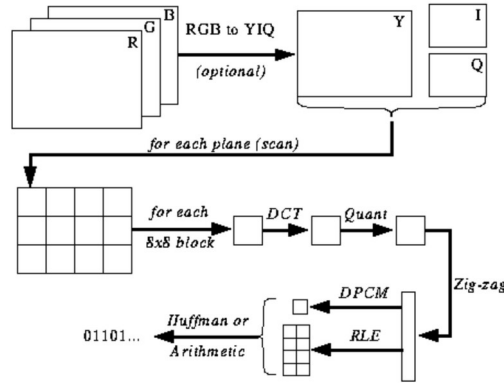 B
G
R
RGB to YIQ
(optional)
Y
I
Q
for each plane (scan)
for each
8x8 block
DCT
Quant
Zig-zag
DPCM
RLE
Huffman or
Arithmetic
01101...